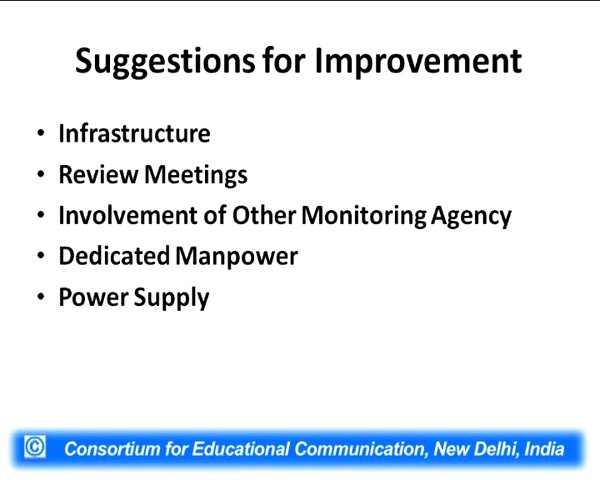 Suggestions for Improvement
• Infrastructure
• Review Meetings
• Involvement of Other Monitoring Agency
• Dedicated Manpower
• Power Supply
© Consortium for Educational Communication, New Delhi, India